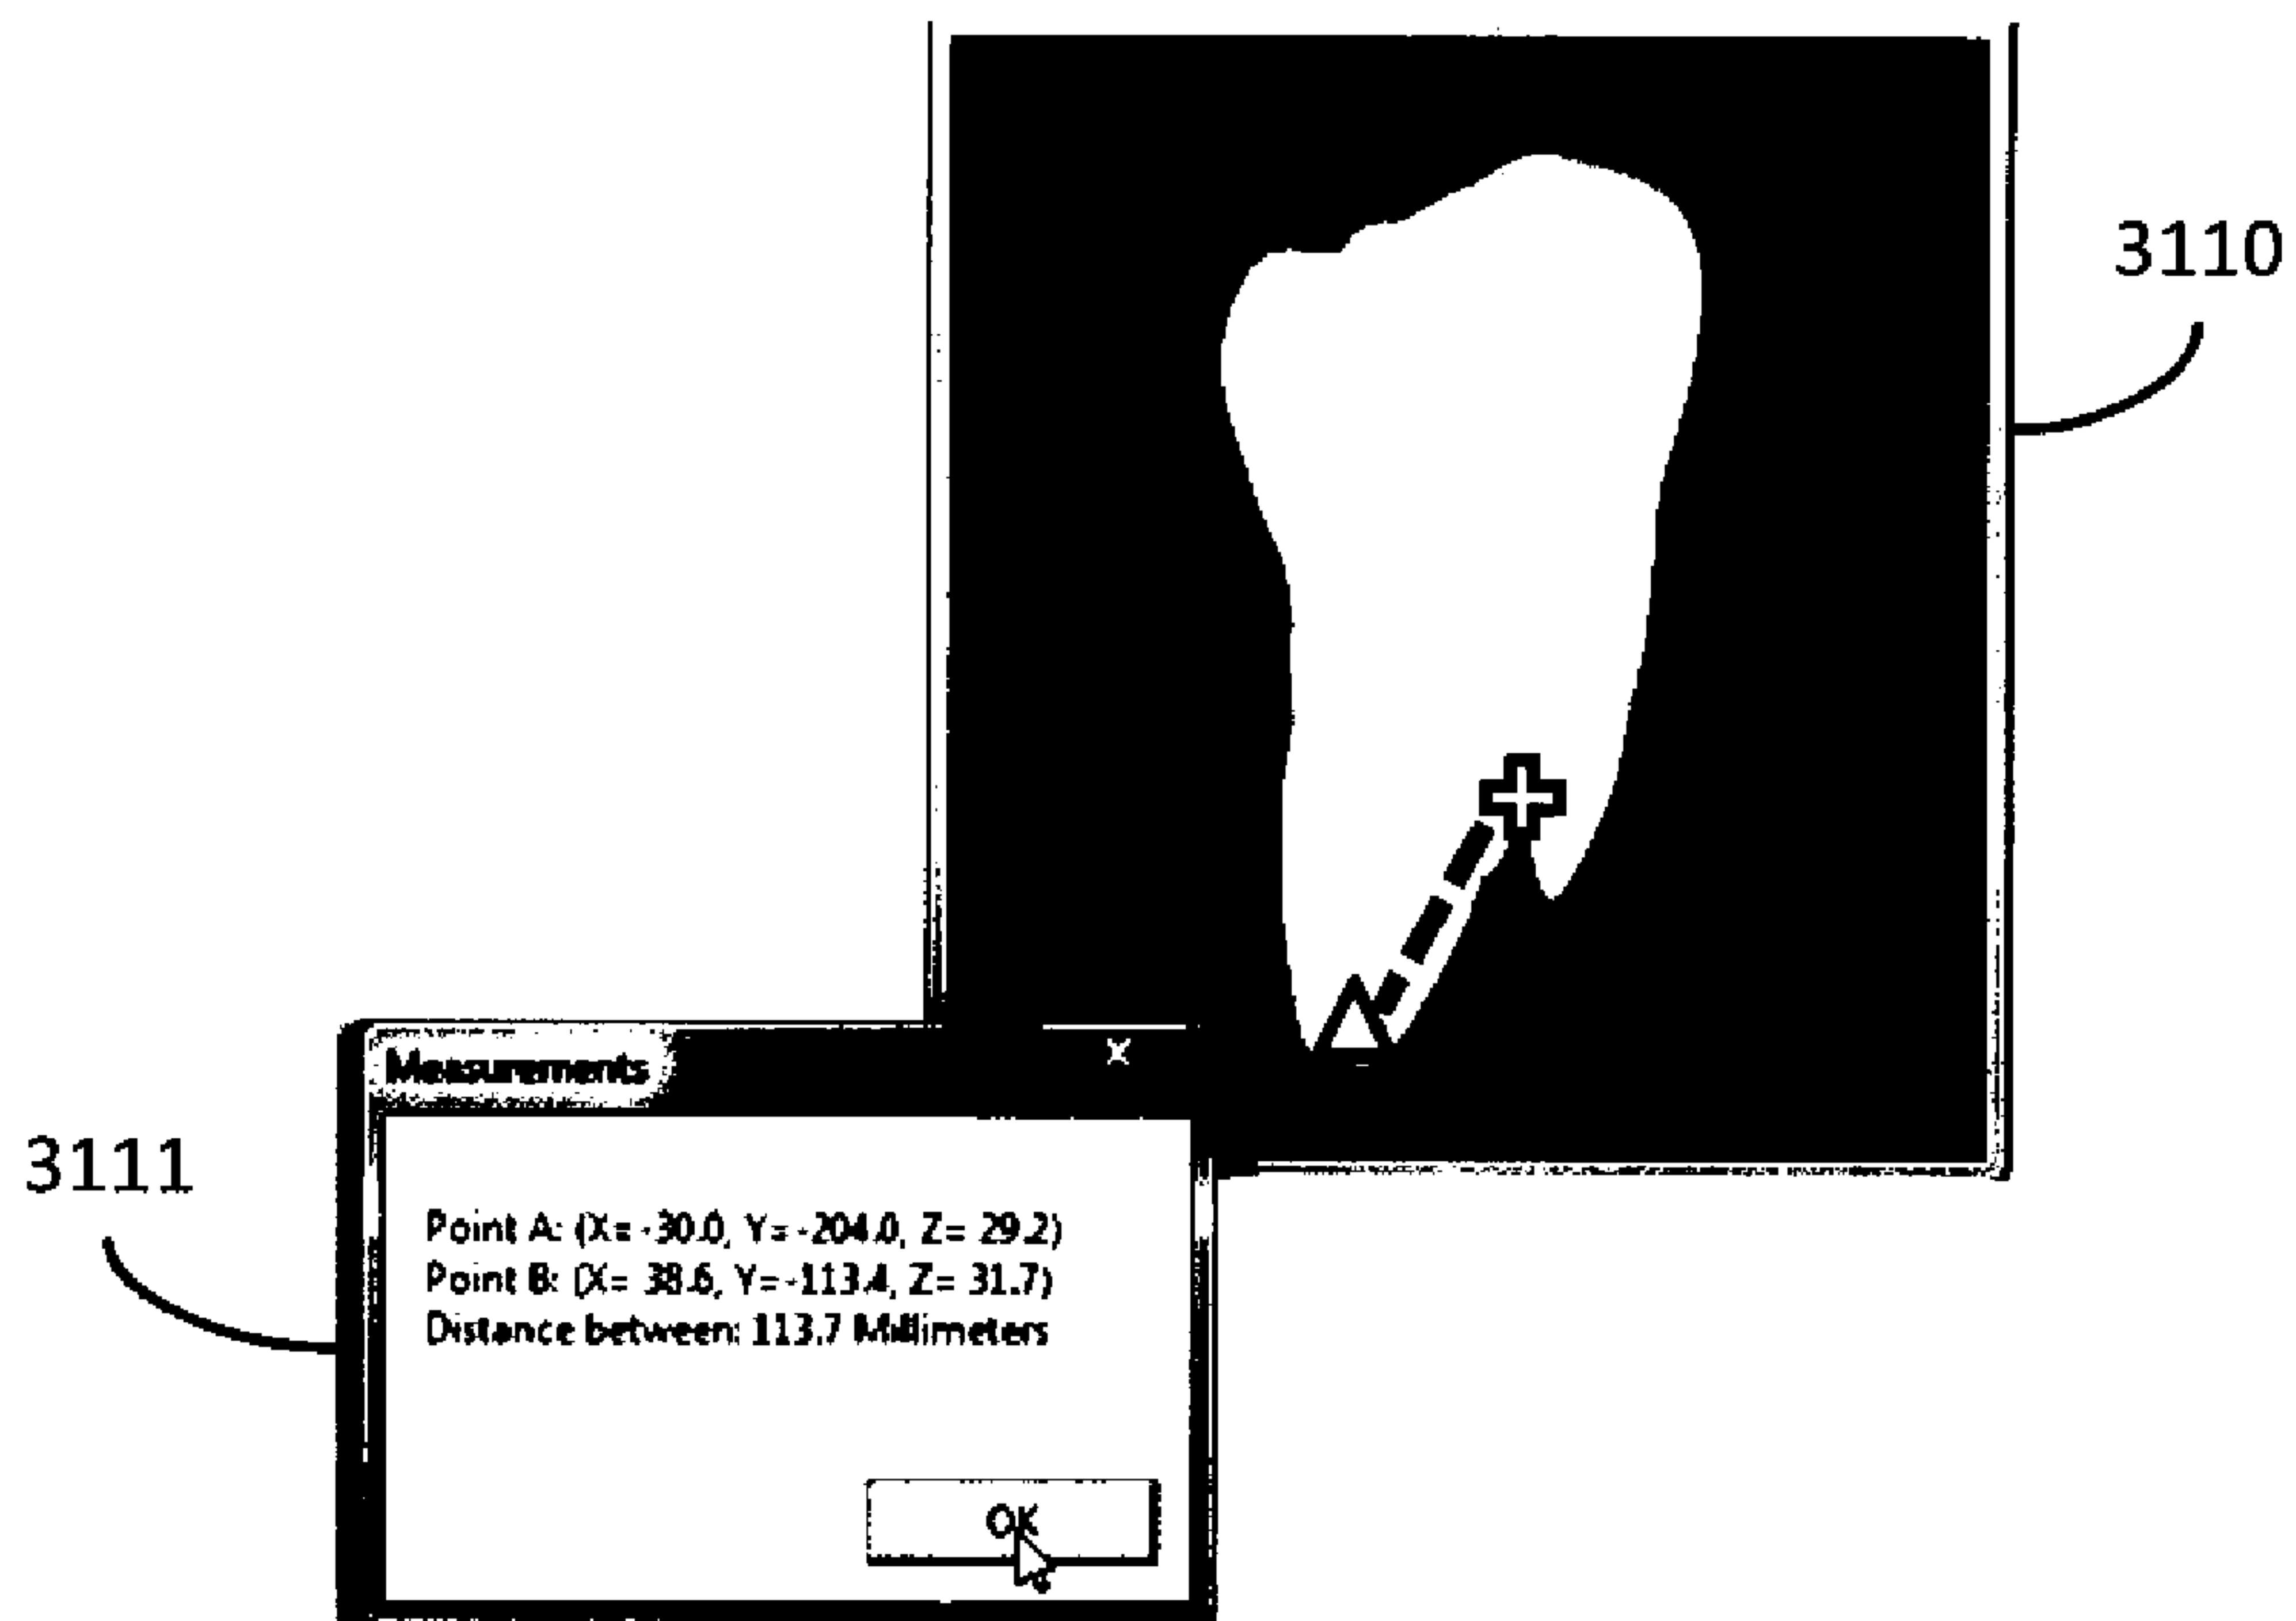 3110
Measurements
X
3111
Point A: (X= -30.0, Y= -204.0, Z= 29.2)
Point B: (X= 38.6, Y= -113.4, Z= 31.7)
Distance between: 113.7 Millimeters
OK